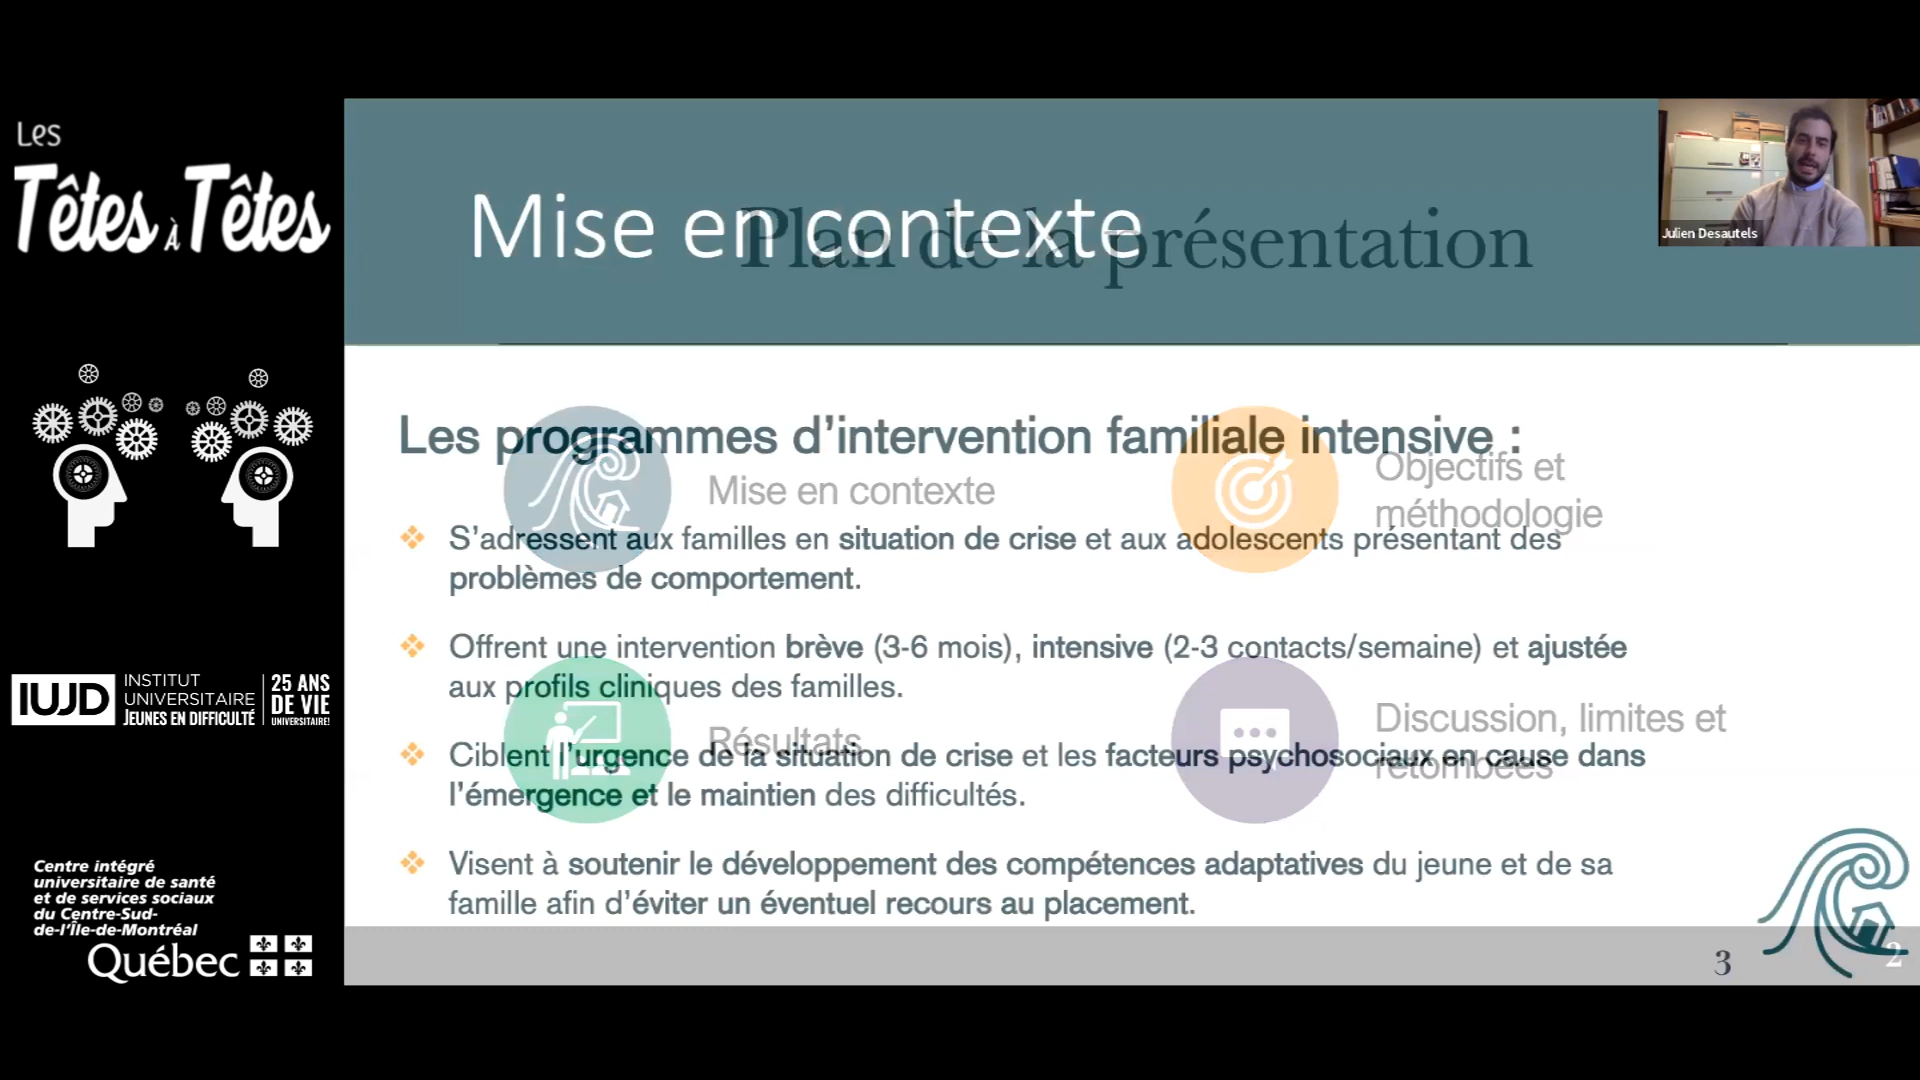 Les
Têtes à Têtes
IUJD
INSTITUT
UNIVERSITAIRE
JEUNES EN DIFFICULTÉ
25 ANS
DE VIE
UNIVERSITAIRE!
Centre intégré
universitaire de santé
et de services sociaux
du Centre-Sud-
de-l'Île-de-Montréal
Québec
Mise en contexte
Plan de la présentation
Julien Desautels
Les programmes d’intervention familiale intensive :
S’adressent aux familles en situation de crise et aux adolescents présentant des
problèmes de comportement.
Offrent une intervention brève (3-6 mois), intensive (2-3 contacts/semaine) et ajustée
aux profils cliniques des familles.
Ciblent l’urgence de la situation de crise et les facteurs psychosociaux en cause dans
l’émergence et le maintien des difficultés.
Visent à soutenir le développement des compétences adaptatives du jeune et de sa
famille afin d’éviter un éventuel recours au placement.
Mise en contexte
Objectifs et
méthodologie
Résultats
Discussion, limites et
retombées
3
2